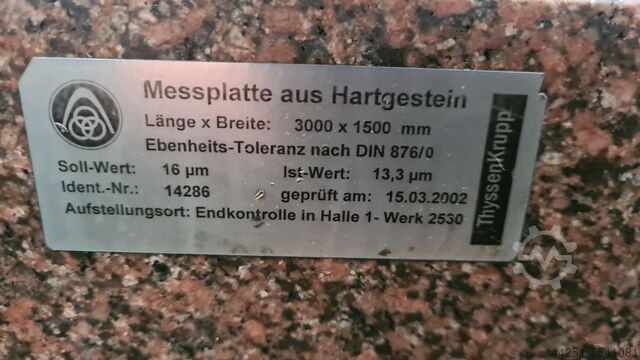 Messplatte aus Hartgestein
Länge x Breite: 3000 x 1500 mm
Ebenheits-Toleranz nach DIN 876/0
Soll-Wert: 16 µm Ist-Wert: 13,3 µm
Ident.-Nr.: 14286 geprüft am: 15.03.2002
Aufstellungsort: Endkontrolle in Halle 1- Werk 2530
ThyssenKrupp